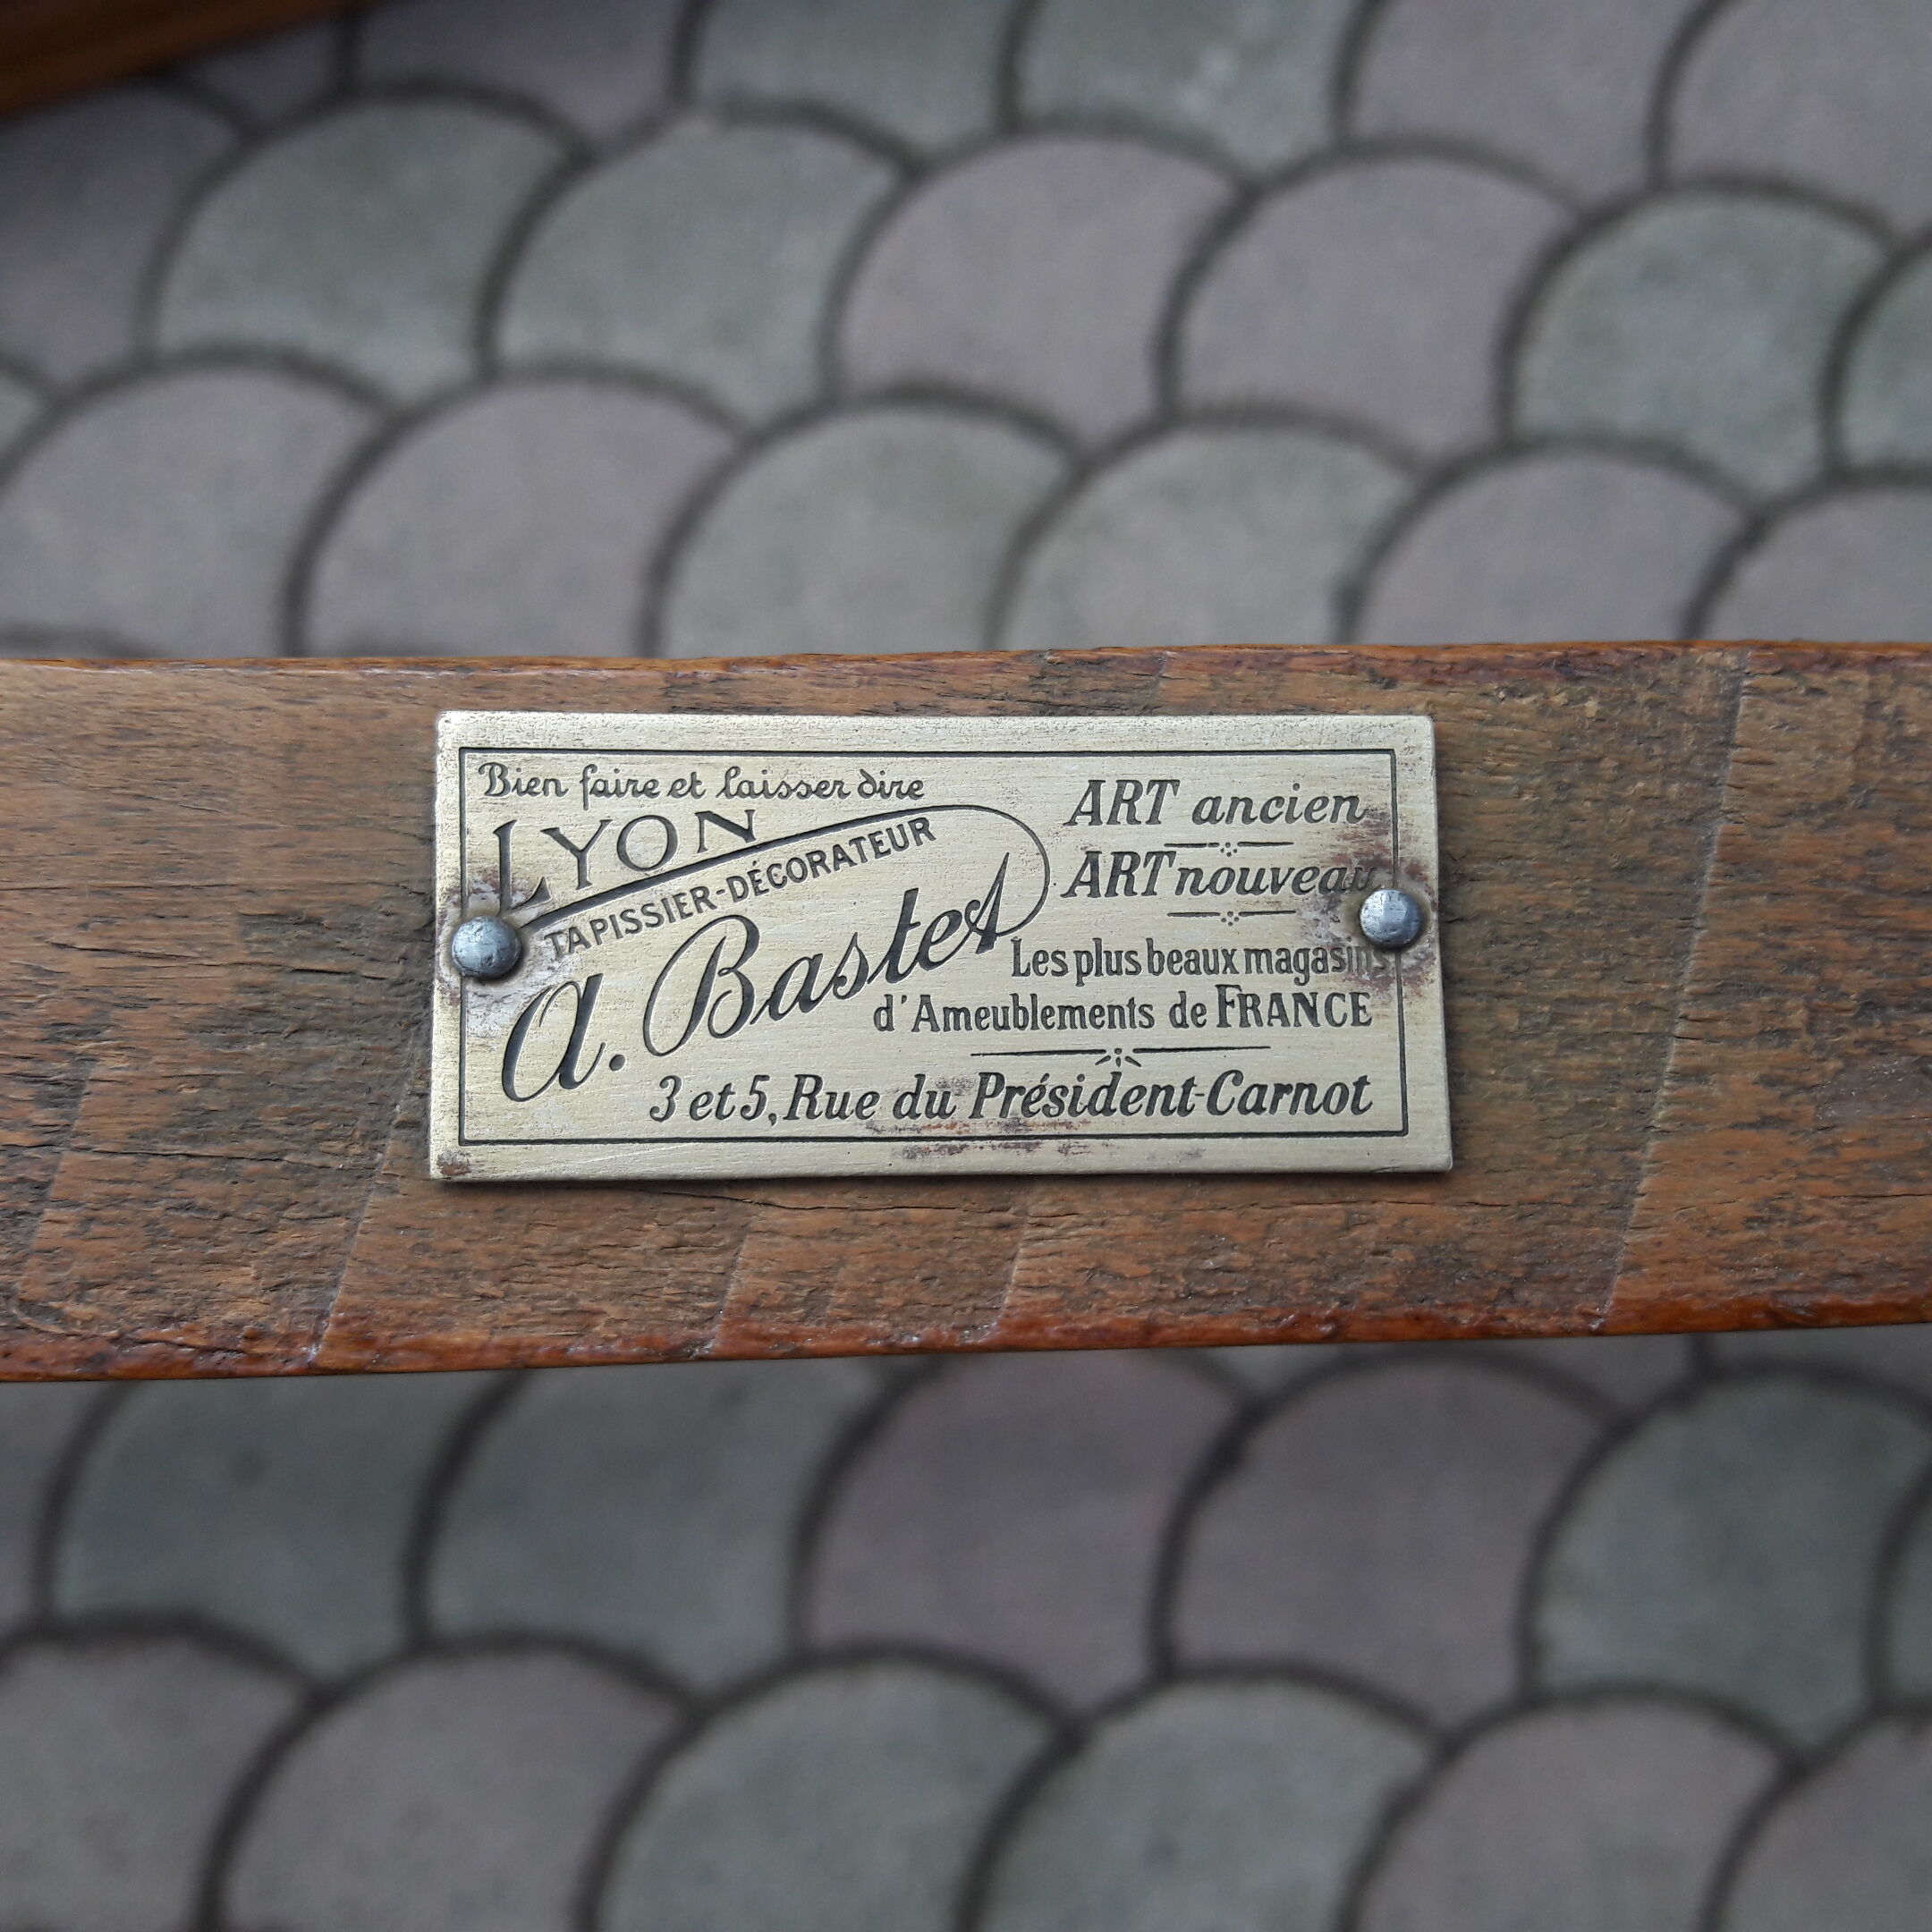 Bien faire et laisser dire
LYON
TAPISSIER-DÉCORATEUR
A. Bastet
ART ancien
ART nouveau
Les plus beaux magasins
d'Ameublements de FRANCE
3 et 5, Rue du Président-Carnot